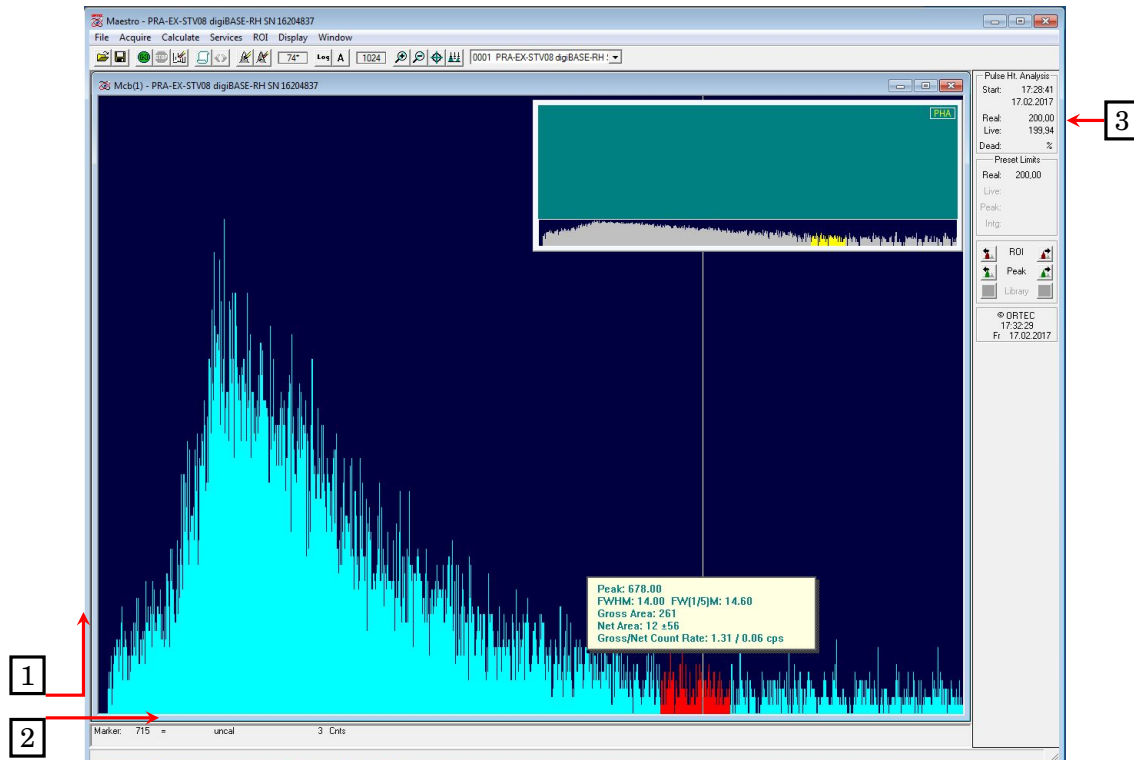 Maestro - PRA-EX-STV08 digiBASE-RH SN 16204837
File Acquire Calculate Services ROI Display Window
74° Log A 1024 0001 PRA-EX-STV08 digiBASE-RH :
Mcb(1) - PRA-EX-STV08 digiBASE-RH SN 16204837
PHA
Pulse Ht. Analysis
Start: 17:28:41
17.02.2017
Real: 200,00
Live: 199,94
Dead: %
Preset Limits
Real: 200,00
Live:
Peak:
Intg:
ROI
Peak
Library
© ORTEC
17:32:29
Fr 17.02.2017
3
Peak: 678.00
FWHM: 14.00 FW(1/5)M: 14.60
Gross Area: 261
Net Area: 12 ±56
Gross/Net Count Rate: 1.31 / 0.06 cps
1
2
Marker: 715 = uncal 3 Cnts